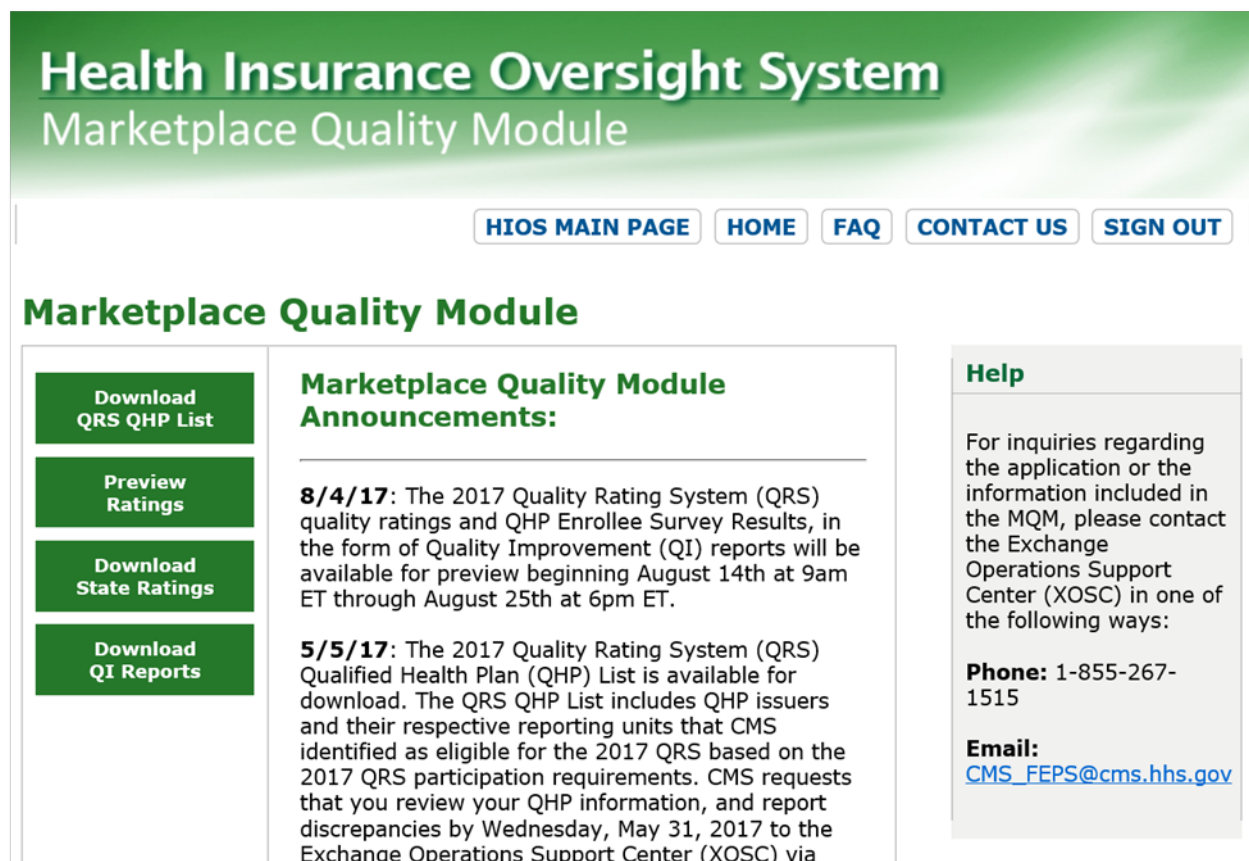 Health Insurance Oversight System
Marketplace Quality Module
HIOS MAIN PAGE HOME FAQ CONTACT US SIGN OUT
Marketplace Quality Module
Download
QRS QHP List
Preview
Ratings
Download
State Ratings
Download
QI Reports
Marketplace Quality Module
Announcements:
8/4/17: The 2017 Quality Rating System (QRS)
quality ratings and QHP Enrollee Survey Results, in
the form of Quality Improvement (QI) reports will be
available for preview beginning August 14th at 9am
ET through August 25th at 6pm ET.
5/5/17: The 2017 Quality Rating System (QRS)
Qualified Health Plan (QHP) List is available for
download. The QRS QHP List includes QHP issuers
and their respective reporting units that CMS
identified as eligible for the 2017 QRS based on the
2017 QRS participation requirements. CMS requests
that you review your QHP information, and report
discrepancies by Wednesday, May 31, 2017 to the
Exchange Operations Support Center (XOSC) via
Help
For inquiries regarding
the application or the
information included in
the MQM, please contact
the Exchange
Operations Support
Center (XOSC) in one of
the following ways:
Phone: 1-855-267-
1515
Email:
CMS_FEPS@cms.hhs.gov